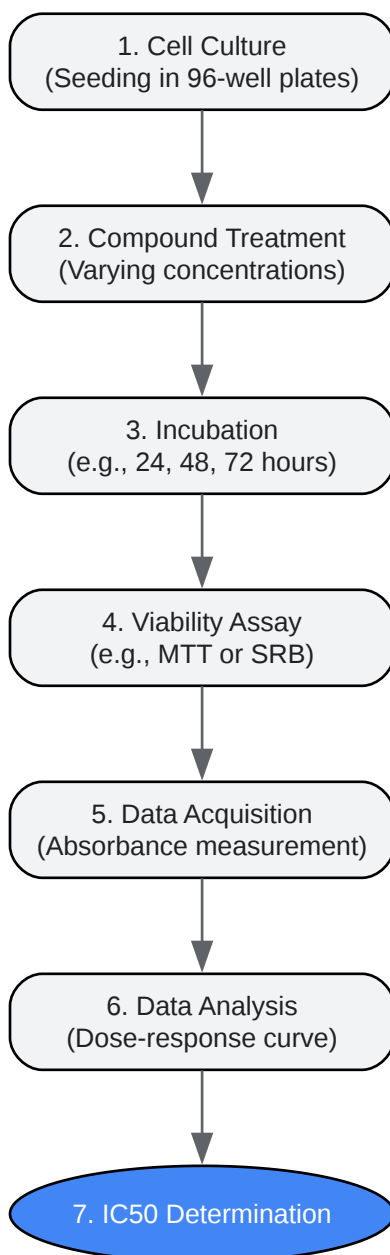 1. Cell Culture
(Seeding in 96-well plates)
2. Compound Treatment
(Varying concentrations)
3. Incubation
(e.g., 24, 48, 72 hours)
4. Viability Assay
(e.g., MTT or SRB)
5. Data Acquisition
(Absorbance measurement)
6. Data Analysis
(Dose-response curve)
7. IC50 Determination